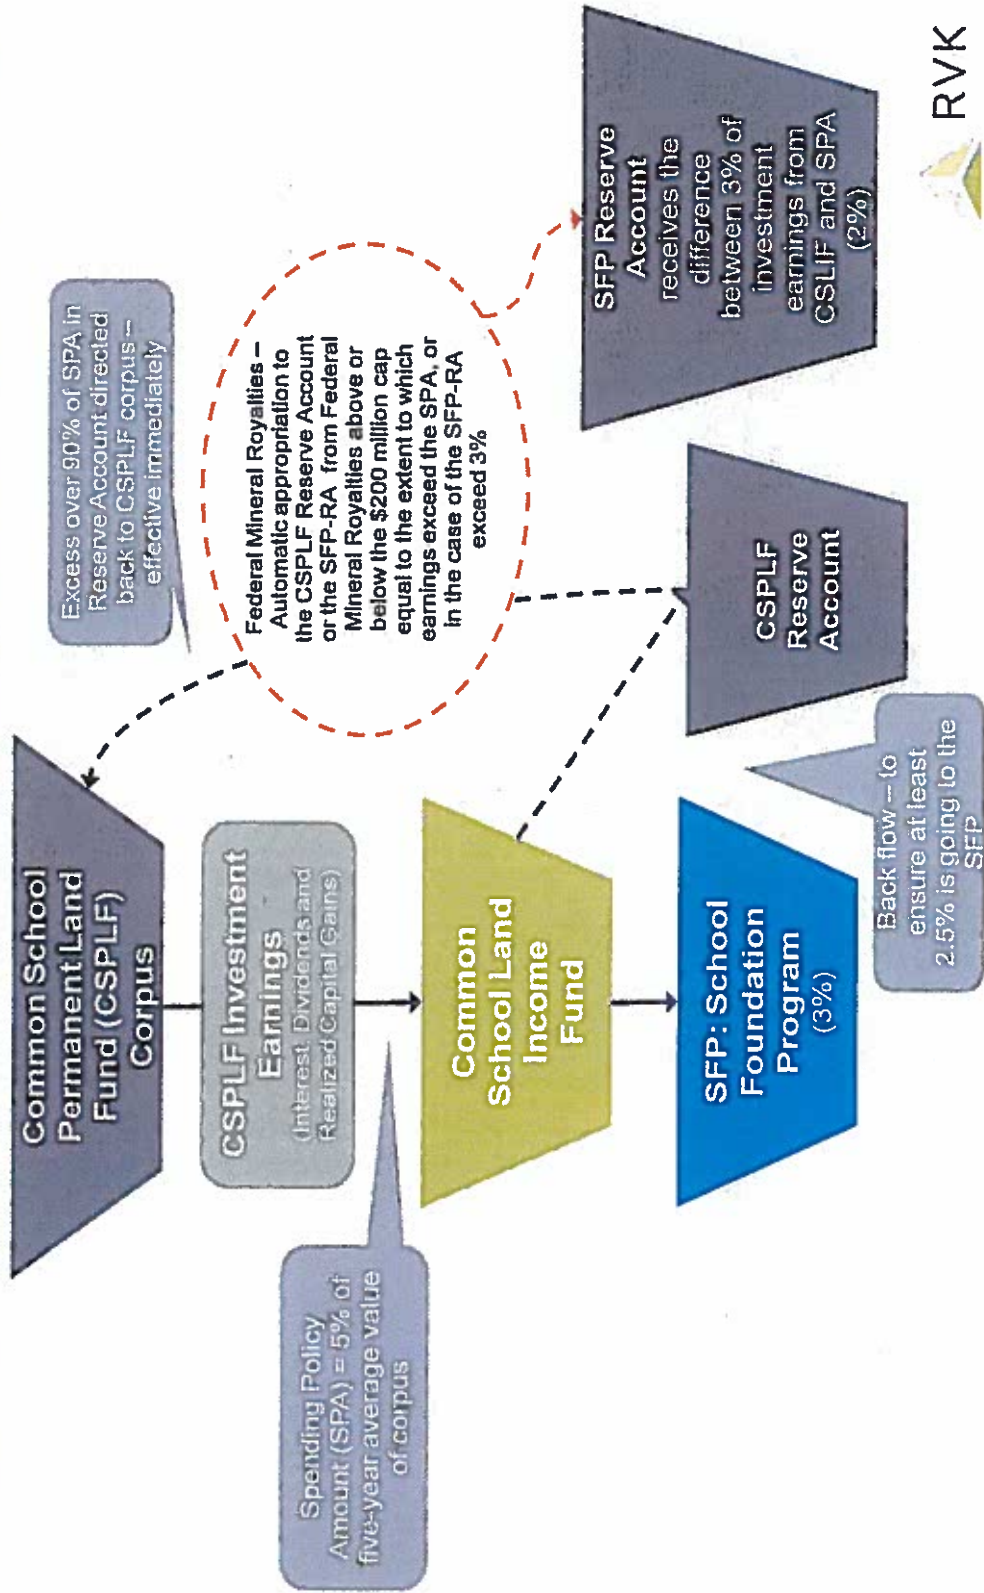 Common School
Permanent Land
Fund (CSPLF)
Corpus
Excess over 90% of SPA in
Reserve Account directed
back to CSPLF corpus –
effective immediately
CSPLF Investment
Earnings
(Interest, Dividends and
Realized Capital Gains)
Spending Policy
Amount (SPA) = 5% of
five-year average value
of corpus
Federal Mineral Royalties –
Automatic appropriation to
the CSPLF Reserve Account
or the SFP-RA from Federal
Mineral Royalties above or
below the $200 million cap
equal to the extent to which
earnings exceed the SPA, or
in the case of the SFP-RA
exceed 3%
Common
School Land
Income
Fund
SFP: School
Foundation
Program
(3%)
CSPLF
Reserve
Account
SFP Reserve
Account
receives the
difference
between 3% of
investment
earnings from
CSLIF and SPA
(2%)
Back flow – to
ensure at least
2.5% is going to the
SFP
RVK